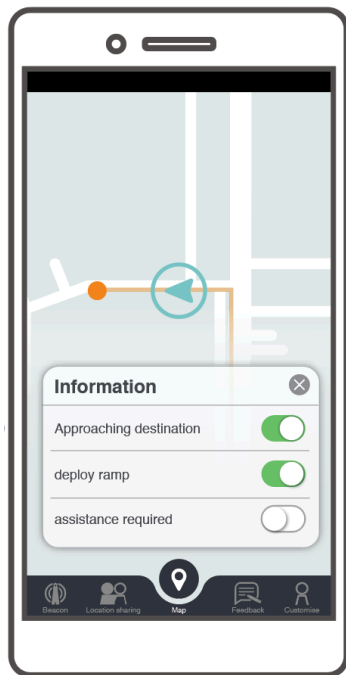 Information
Approaching destination
deploy ramp
assistance required
Beacon Location sharing Map Feedback Customise